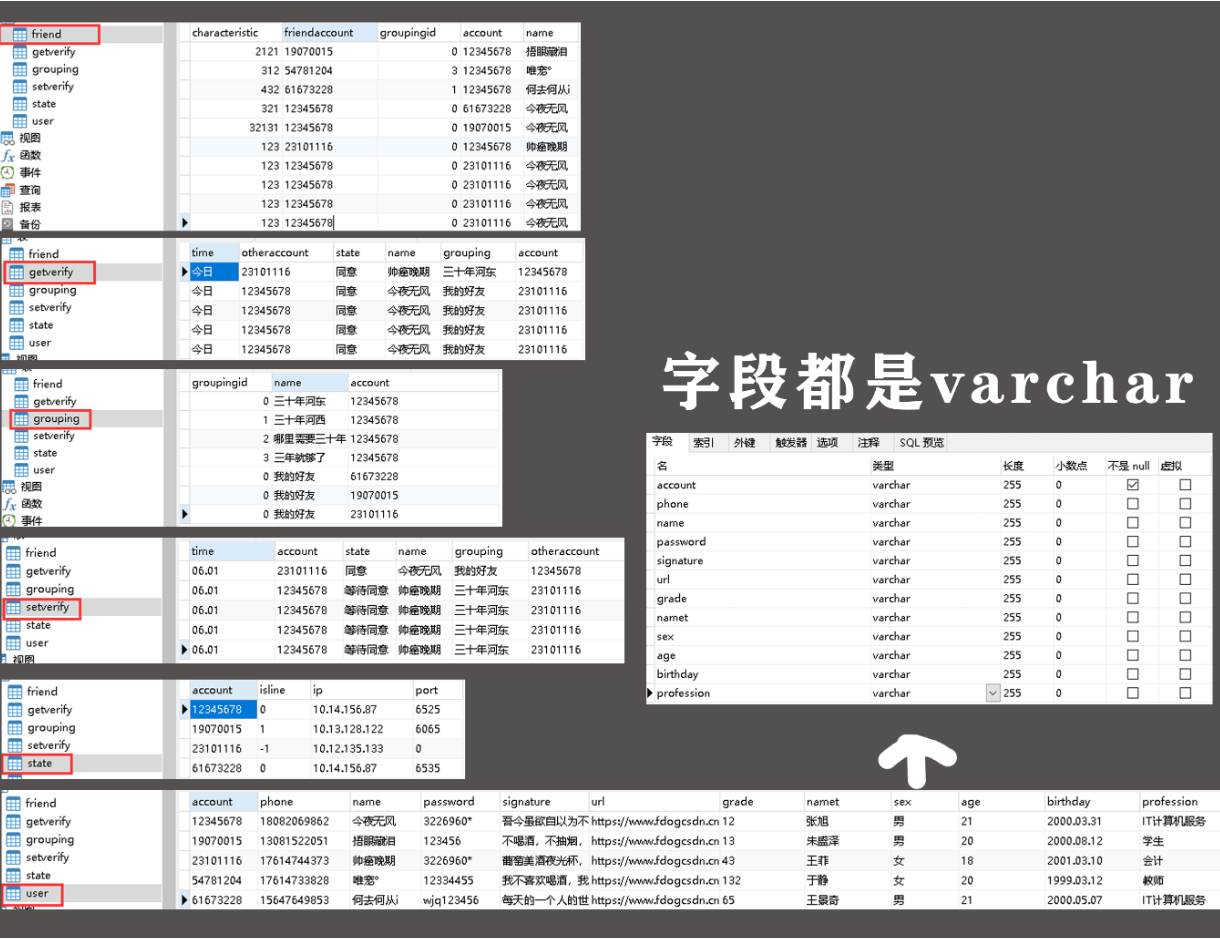 friend
getverify
grouping
setverify
state
user
视图
函数
事件
查询
报表
备份
characteristic friendaccount groupingid account name
2121 19070015 0 12345678 捂眼藏泪
312 54781204 3 12345678 唯宠°
432 61673228 1 12345678 何去何从i
321 12345678 0 61673228 今夜无风
32131 12345678 0 19070015 今夜无风
123 23101116 0 12345678 帅癌晚期
123 12345678 0 23101116 今夜无风
123 12345678 0 23101116 今夜无风
123 12345678 0 23101116 今夜无风
123 12345678 0 23101116 今夜无风
friend
getverify
grouping
setverify
state
user
视图
time otheraccount state name grouping account
今日 23101116 同意 帅癌晚期 三十年河东 12345678
今日 12345678 同意 今夜无风 我的好友 23101116
今日 12345678 同意 今夜无风 我的好友 23101116
今日 12345678 同意 今夜无风 我的好友 23101116
今日 12345678 同意 今夜无风 我的好友 23101116
friend
getverify
grouping
setverify
state
user
视图
函数
事件
groupingid name account
0 三十年河东 12345678
1 三十年河西 12345678
2 哪里需要三十年 12345678
3 三年就够了 12345678
0 我的好友 61673228
0 我的好友 19070015
0 我的好友 23101116
字段都是varchar
字段 索引 外键 触发器 选项 注释 SQL 预览
名 类型 长度 小数点 不是 null 虚拟
account varchar 255 0
phone varchar 255 0
name varchar 255 0
password varchar 255 0
signature varchar 255 0
url varchar 255 0
grade varchar 255 0
namet varchar 255 0
sex varchar 255 0
age varchar 255 0
birthday varchar 255 0
profession varchar 255 0
friend
getverify
grouping
setverify
state
user
视图
time account state name grouping otheraccount
06.01 23101116 同意 今夜无风 我的好友 12345678
06.01 12345678 等待同意 帅癌晚期 三十年河东 23101116
06.01 12345678 等待同意 帅癌晚期 三十年河东 23101116
06.01 12345678 等待同意 帅癌晚期 三十年河东 23101116
06.01 12345678 等待同意 帅癌晚期 三十年河东 23101116
friend
getverify
grouping
setverify
state
account isline ip port
12345678 0 10.14.156.87 6525
19070015 1 10.13.128.122 6065
23101116 -1 10.12.135.133 0
61673228 0 10.14.156.87 6535
friend
getverify
grouping
setverify
state
user
account phone name password signature url grade namet sex age birthday profession
12345678 18082069862 今夜无风 3226960* 吾今虽欲自以为不 https://www.fdogcsdn.cn 12 张旭 男 21 2000.03.31 IT计算机服务
19070015 13081522051 捂眼藏泪 123456 不喝酒，不抽烟， https://www.fdogcsdn.cn 13 朱盟泽 男 20 2000.08.12 学生
23101116 17614744373 帅癌晚期 3226960* 葡萄美酒夜光杯， https://www.fdogcsdn.cn 43 王菲 女 18 2001.03.10 会计
54781204 17614733828 唯宠° 12334455 我不喜欢喝酒，我 https://www.fdogcsdn.cn 132 于静 女 20 1999.03.12 教师
61673228 15647649853 何去何从i wjq123456 每天的一个人的世 https://www.fdogcsdn.cn 65 王景奇 男 21 2000.05.07 IT计算机服务